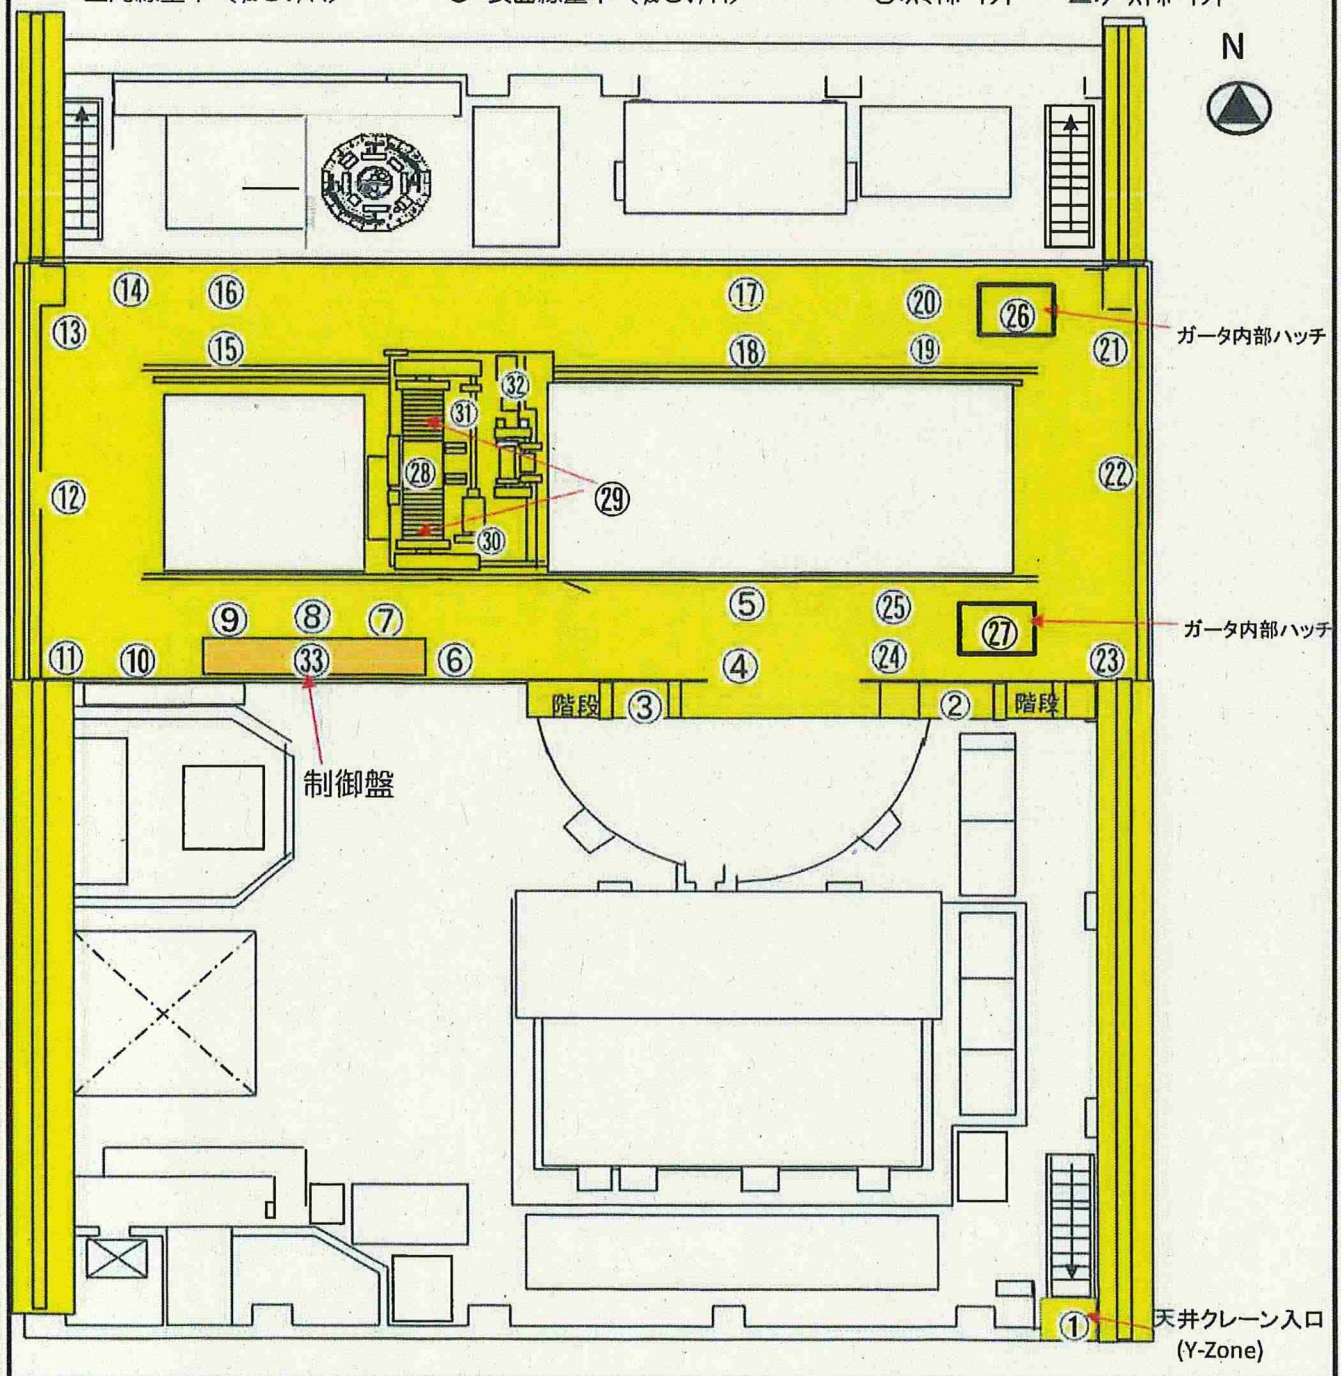 N
⑭ ⑯ ⑰ ⑳ ㉖
ガータ内部ハッチ
⑬ ⑮ ⑱ ⑲ ㉑
㉜
㉛
⑫ ㉘ ㉙ ㉒
㉚
⑨ ⑧ ⑦ ⑤ ㉕ ㉗
ガータ内部ハッチ
⑪ ⑩ ㉝ ⑥ ④ ㉔ ㉓
階段 ③ ② 階段
制御盤
① 天井クレーン入口
(Y-Zone)